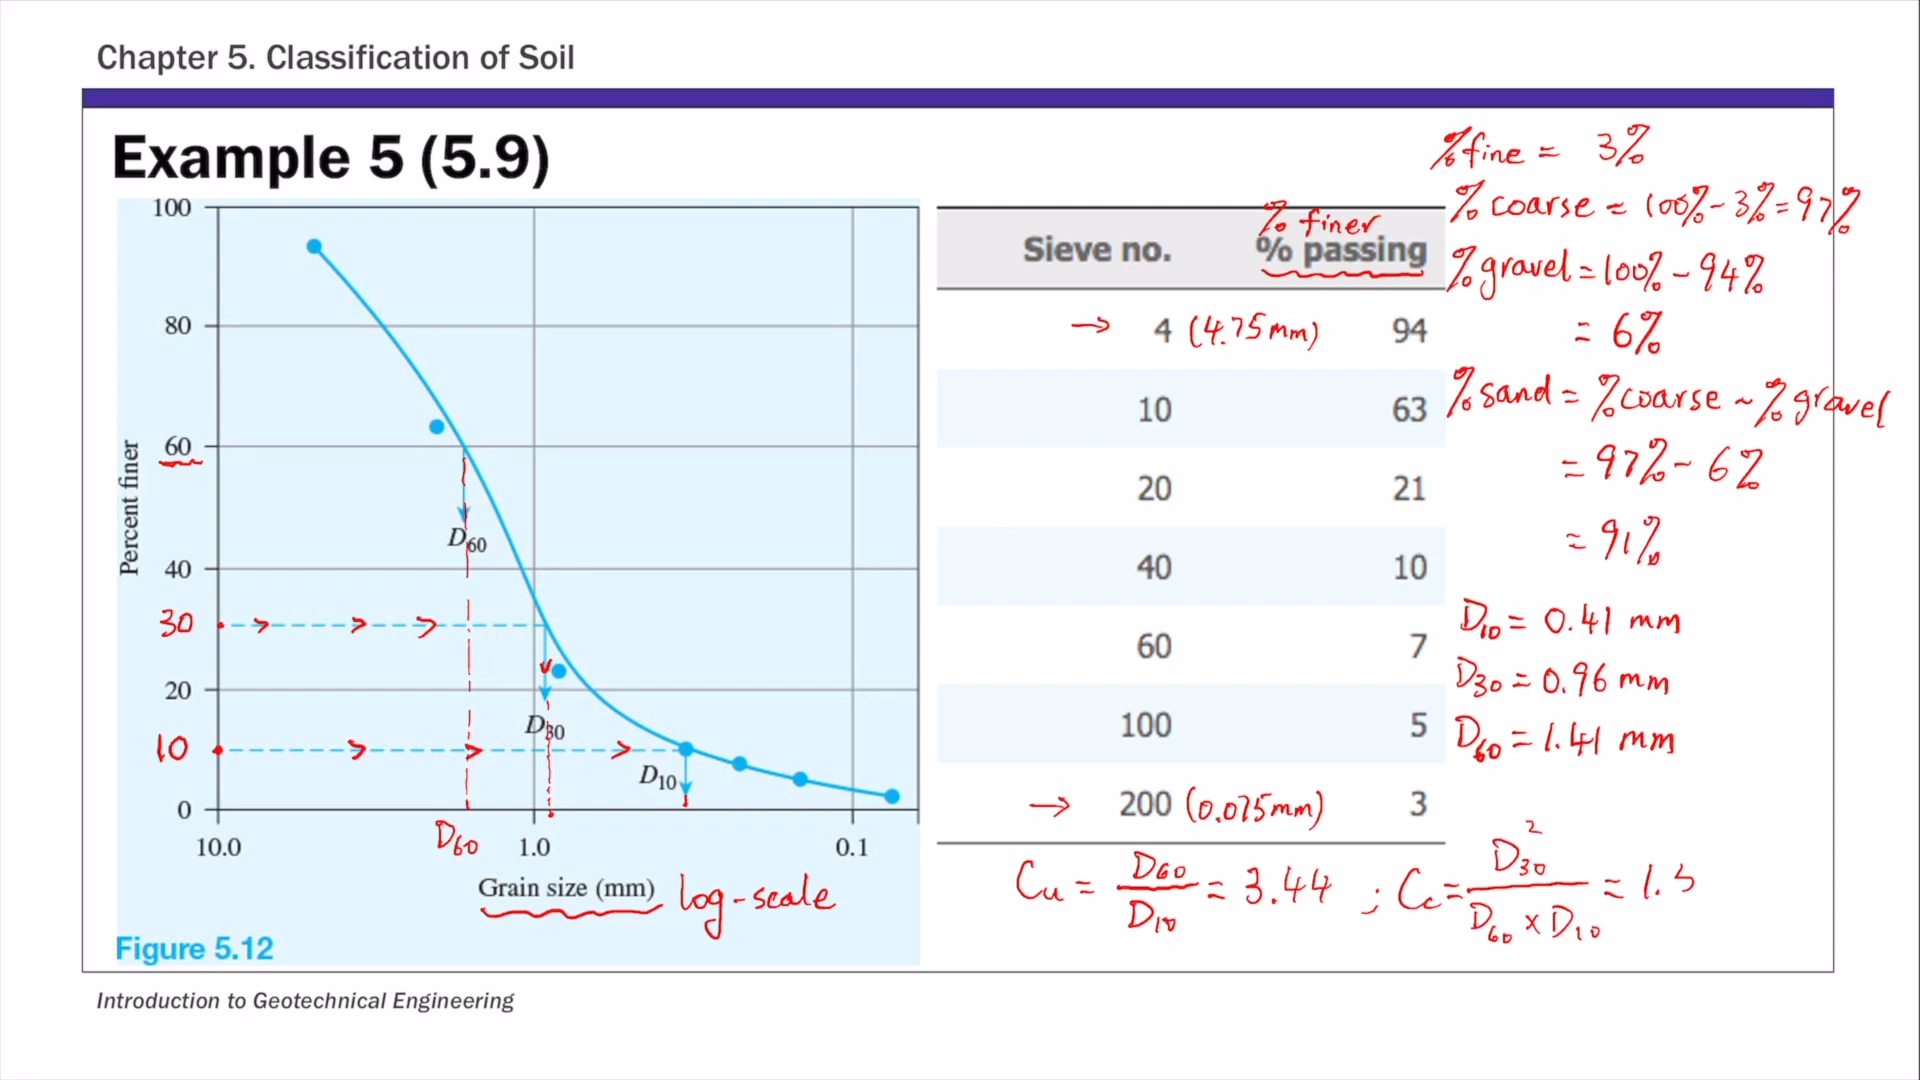 Chapter 5. Classification of Soil
Example 5 (5.9)
100
80
60
40
30
20
10
0
Percent finer
D60
D30
D10
10.0
D60
1.0
0.1
Grain size (mm) log-scale
Figure 5.12
% finer
Sieve no. % passing
→ 4 (4.75mm) 94
10 63
20 21
40 10
60 7
100 5
→ 200 (0.075mm) 3
%fine = 3%
%coarse = 100%-3%=97%
%gravel = 100% - 94%
= 6%
%sand = %coarse - %gravel
= 97% - 6%
= 91%
D10 = 0.41 mm
D30 = 0.96 mm
D60 = 1.41 mm
Cu = D60/D10 = 3.44 ; Cc = D30²/(D60 x D10) = 1.5
Introduction to Geotechnical Engineering